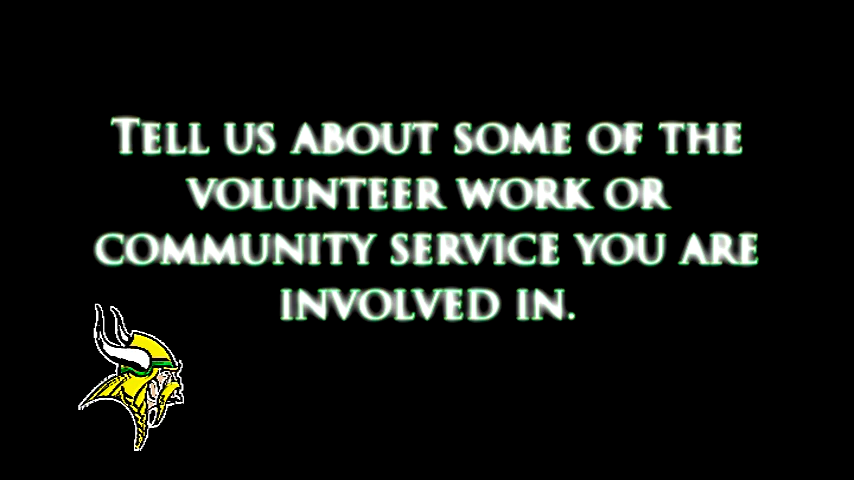 Tell us about some of the
volunteer work or
community service you are
involved in.